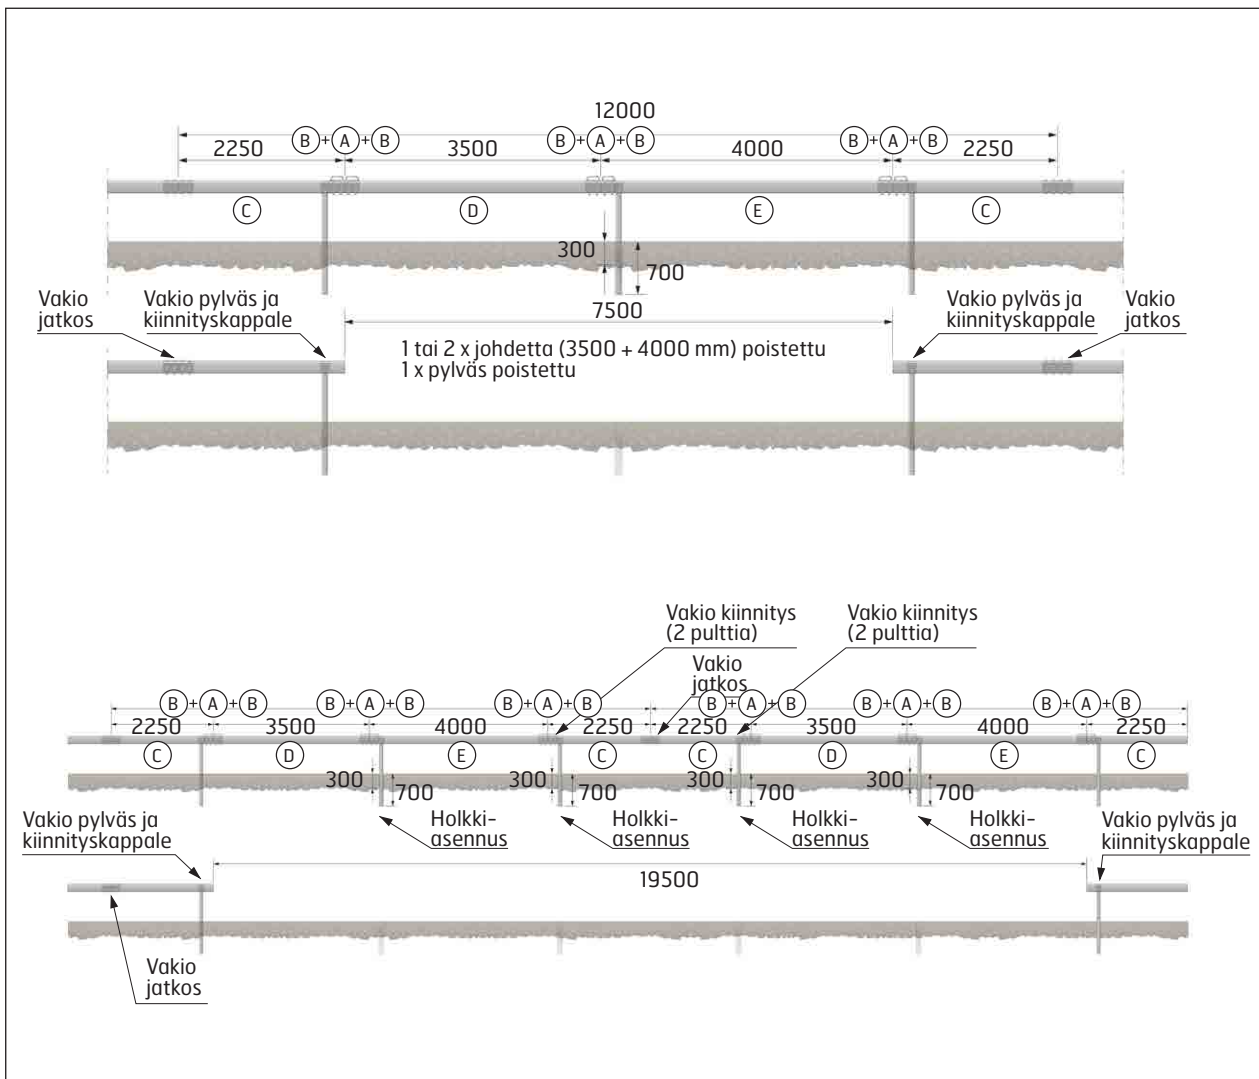 12000
B + A + B
B + A + B
B + A + B
2250
3500
4000
2250
C
D
E
C
300
700
Vakio
jatkos
Vakio pylväs ja
kiinnityskappale
7500
Vakio pylväs ja
kiinnityskappale
Vakio
jatkos
1 tai 2 x johdetta (3500 + 4000 mm) poistettu
1 x pylväs poistettu
Vakio kiinnitys
(2 pulttia)
Vakio kiinnitys
(2 pulttia)
Vakio
jatkos
B + A + B
B + A + B
B + A + B
B + A + B
B + A + B
B + A + B
2250
3500
4000
2250
2250
3500
4000
2250
C
D
E
C
C
D
E
C
300
700
300
700
300
700
300
700
Holkki-
asennus
Holkki-
asennus
Holkki-
asennus
Holkki-
asennus
Vakio pylväs ja
kiinnityskappale
Vakio pylväs ja
kiinnityskappale
19500
Vakio
jatkos